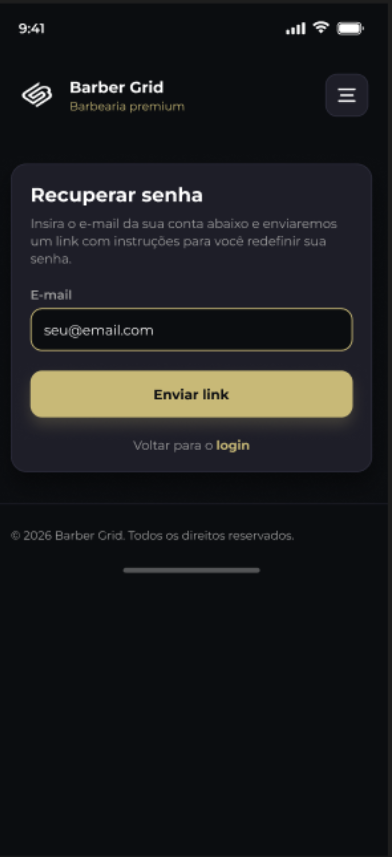 9:41
Barber Grid
Barbearia premium
Recuperar senha
Insira o e-mail da sua conta abaixo e enviaremos
um link com instruções para você redefinir sua
senha.
E-mail
seu@email.com
Enviar link
Voltar para o login
© 2026 Barber Grid. Todos os direitos reservados.